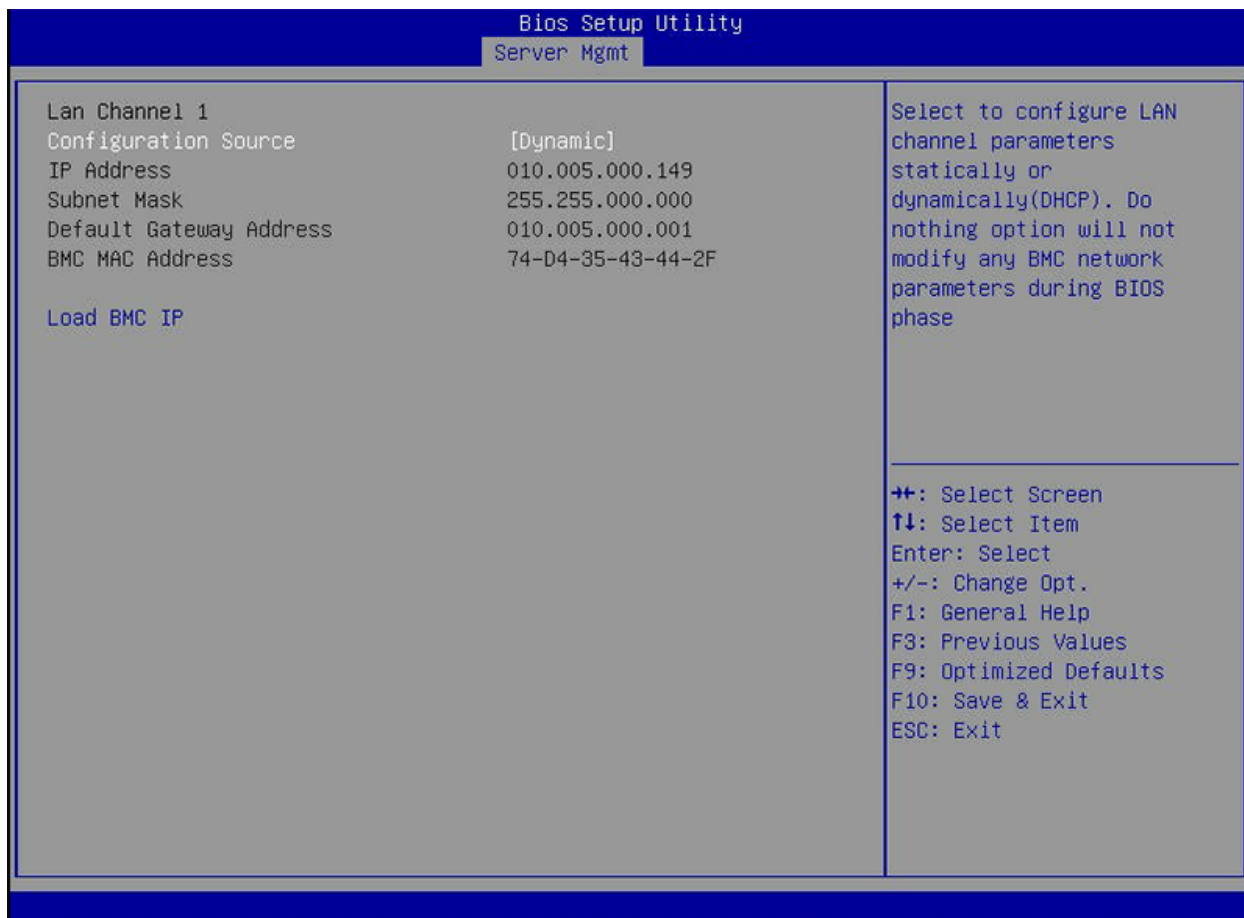 Bios Setup Utility
Server Mgmt
Lan Channel 1
Configuration Source [Dynamic]
IP Address 010.005.000.149
Subnet Mask 255.255.000.000
Default Gateway Address 010.005.000.001
BMC MAC Address 74-D4-35-43-44-2F
Load BMC IP
Select to configure LAN
channel parameters
statically or
dynamically(DHCP). Do
nothing option will not
modify any BMC network
parameters during BIOS
phase
→←: Select Screen
↑↓: Select Item
Enter: Select
+/-: Change Opt.
F1: General Help
F3: Previous Values
F9: Optimized Defaults
F10: Save & Exit
ESC: Exit